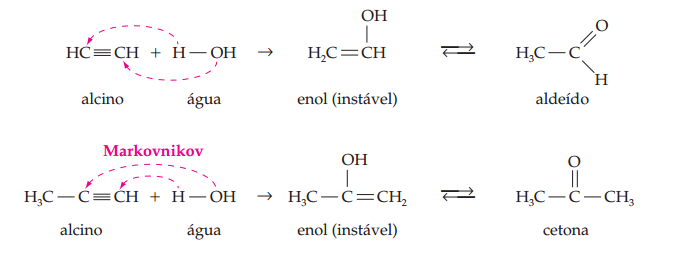 OH
HC≡CH + H—OH → H₂C=CH ⇌ H₃C—C
O
H
alcino água enol (instável) aldeído
Markovnikov
OH O
H₃C—C≡CH + H—OH → H₃C—C=CH₂ ⇌ H₃C—C—CH₃
alcino água enol (instável) cetona